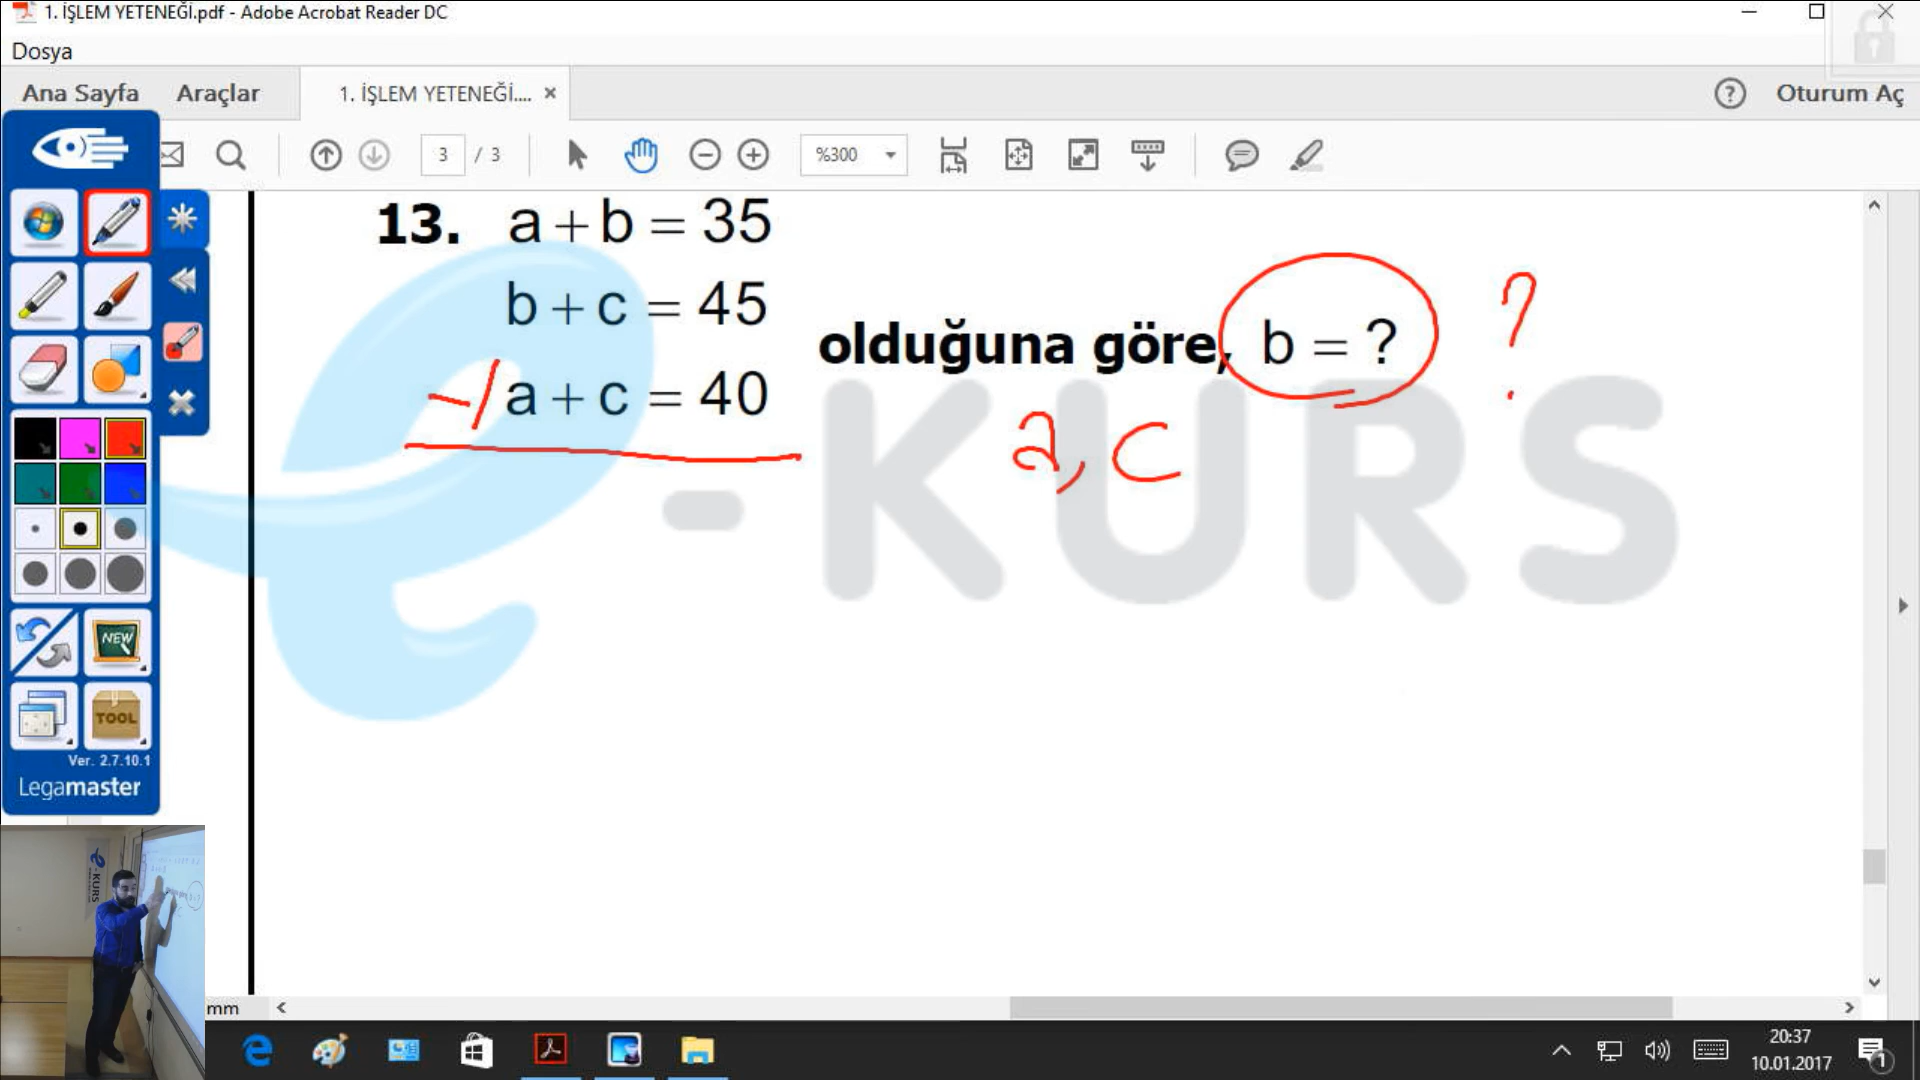 1. İŞLEM YETENEĞİ.pdf - Adobe Acrobat Reader DC
Dosya
Ana Sayfa
Araçlar
1. İŞLEM YETENEĞİ....
Oturum Aç
3 / 3
%300
13. a + b = 35
b + c = 45
-/ a + c = 40
olduğuna göre, b = ?
?
a, c
e-KURS
NEW
TOOL
Ver. 2.7.10.1
Legamaster
e-KURS
mm
20:37
10.01.2017
1